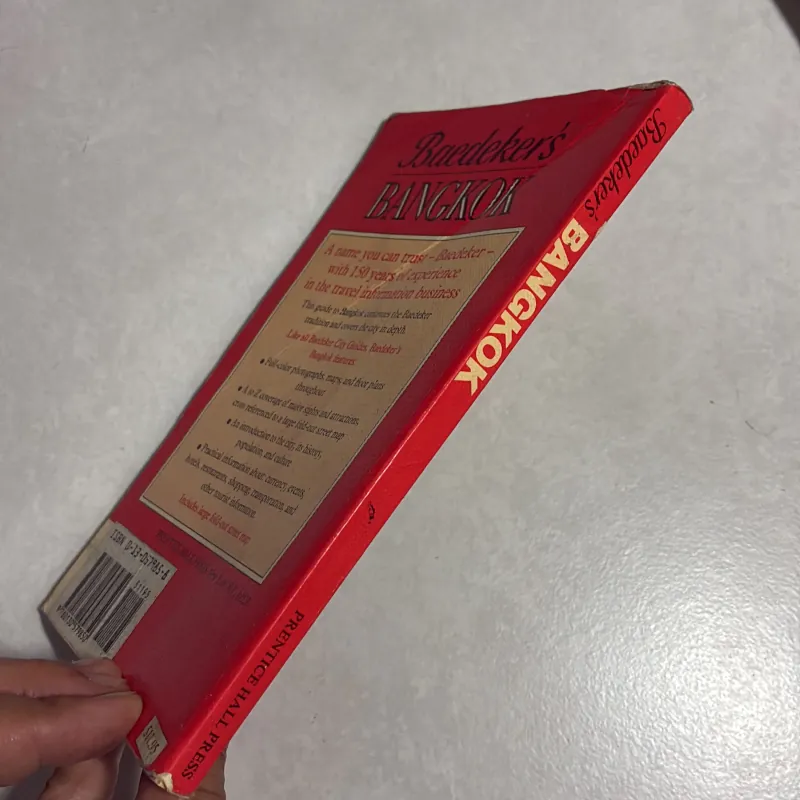 Baedeker's
BANGKOK
A name you can trust – Baedeker –
with 150 years of experience
in the travel information business
This guide to Bangkok continues the Baedeker
tradition and covers the city in depth.
Like all Baedeker City Guides, Baedeker's
Bangkok features:
• Full-color photographs, maps, and floor plans
throughout
• A to Z coverage of major sights and attractions,
cross-referenced to a large fold-out street map
• An introduction to the city, its history,
population, and culture
• Practical information about: currency, events,
hotels, restaurants, shopping, transportation, and
other tourist information.
Includes large fold-out street map
ISBN 0-13-0
51195
Baedeker's
BANGKOK
PRENTICE HALL PRESS